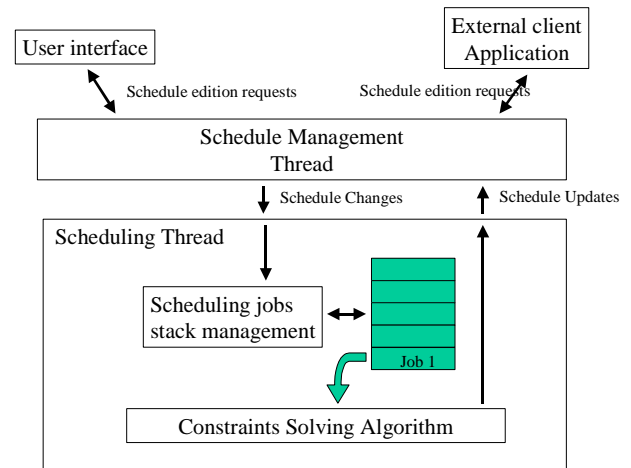 User interface
External client
Application
Schedule edition requests
Schedule edition requests
Schedule Management
Thread
Schedule Changes
Schedule Updates
Scheduling Thread
Scheduling jobs
stack management
Job 1
Constraints Solving Algorithm